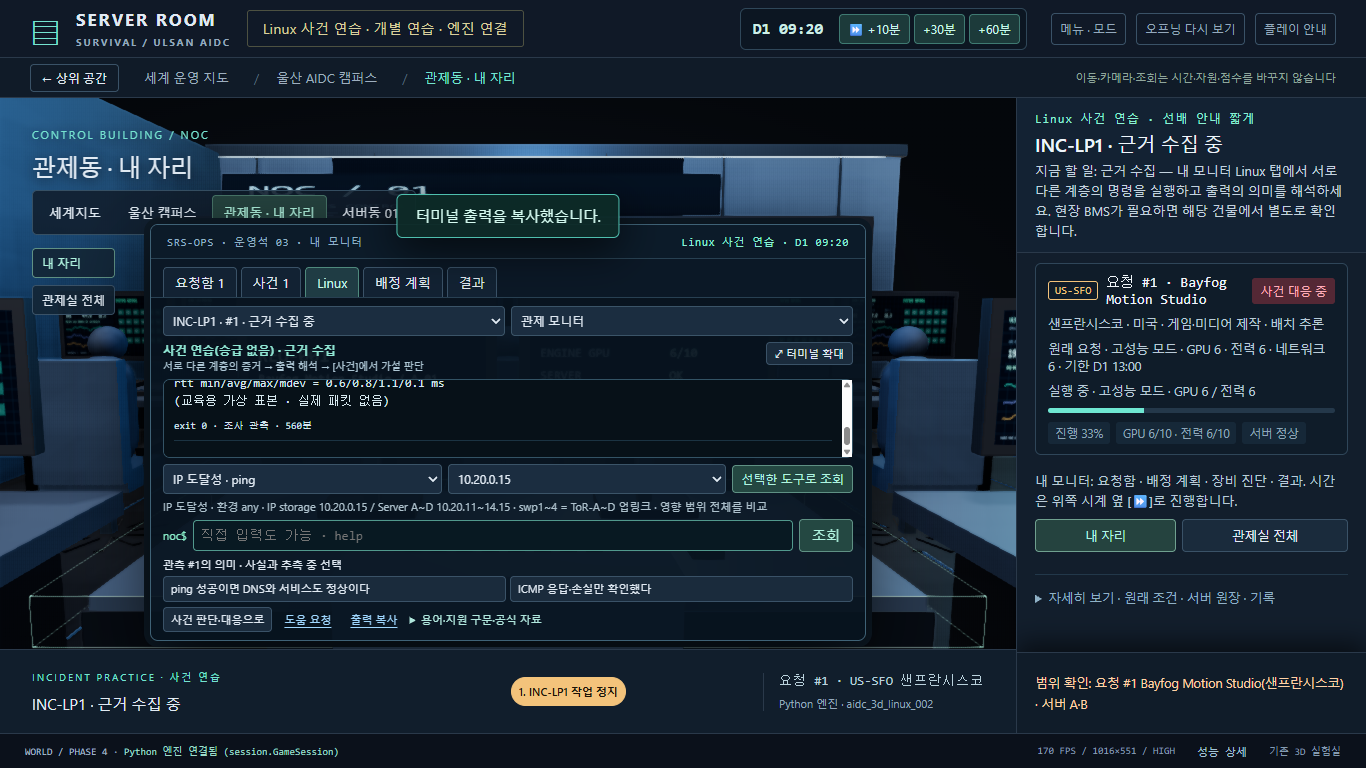 SERVER ROOM
SURVIVAL / ULSAN AIDC
Linux 사건 연습 · 개별 연습 · 엔진 연결
D1 09:20
⏩ +10분
+30분
+60분
메뉴 · 모드
오프닝 다시 보기
플레이 안내
← 상위 공간
세계 운영 지도 / 울산 AIDC 캠퍼스 / 관제동 · 내 자리
이동·카메라·조회는 시간·자원·점수를 바꾸지 않습니다
CONTROL BUILDING / NOC
관제동 · 내 자리
NOC / 01
세계지도
울산 캠퍼스
관제동 · 내 자리
서버동 01
터미널 출력을 복사했습니다.
내 자리
관제실 전체
SRS-OPS · 운영석 03 · 내 모니터
Linux 사건 연습 · D1 09:20
요청함 1
사건 1
Linux
배정 계획
결과
INC-LP1 · #1 · 근거 수집 중
관제 모니터
사건 연습(승급 없음) · 근거 수집
서로 다른 계층의 증거 → 출력 해석 → [사건]에서 가설 판단
⤢ 터미널 확대
rtt min/avg/max/mdev = 0.6/0.8/1.1/0.1 ms
(교육용 가상 표본 · 실제 패킷 없음)
exit 0 · 조사 관측 · 560분
IP 도달성 · ping
10.20.0.15
선택한 도구로 조회
IP 도달성 · 환경 any · IP storage 10.20.0.15 / Server A~D 10.20.11~14.15 · swp1~4 = ToR-A~D 업링크 · 영향 범위 전체를 비교
noc$
직접 입력도 가능 · help
조회
관측 #1의 의미 · 사실과 추측 중 선택
ping 성공이면 DNS와 서비스도 정상이다
ICMP 응답·손실만 확인했다
사건 판단·대응으로
도움 요청
출력 복사
▶ 용어·지원 구문·공식 자료
Linux 사건 연습 · 선배 안내 짧게
INC-LP1 · 근거 수집 중
지금 할 일: 근거 수집 — 내 모니터 Linux 탭에서 서로
다른 계층의 명령을 실행하고 출력의 의미를 해석하세
요. 현장 BMS가 필요하면 해당 건물에서 별도로 확인
합니다.
US-SFO
요청 #1 · Bayfog
Motion Studio
사건 대응 중
샌프란시스코 · 미국 · 게임·미디어 제작 · 배치 추론
원래 요청 · 고성능 모드 · GPU 6 · 전력 6 · 네트워크
6 · 기한 D1 13:00
실행 중 · 고성능 모드 · GPU 6 / 전력 6
진행 33%
GPU 6/10 · 전력 6/10
서버 정상
내 모니터: 요청함 · 배정 계획 · 장비 진단 · 결과. 시간
은 위쪽 시계 옆 [⏩]로 진행합니다.
내 자리
관제실 전체
▶ 자세히 보기 · 원래 조건 · 서버 원장 · 기록
INCIDENT PRACTICE · 사건 연습
INC-LP1 · 근거 수집 중
1. INC-LP1 작업 정지
요청 #1 · US-SFO 샌프란시스코
Python 엔진 · aidc_3d_linux_002
범위 확인: 요청 #1 Bayfog Motion Studio(샌프란시스코)
· 서버 A·B
WORLD / PHASE 4 · Python 엔진 연결됨 (session.GameSession)
170 FPS / 1016×551 / HIGH
성능 상세
기존 3D 실험실